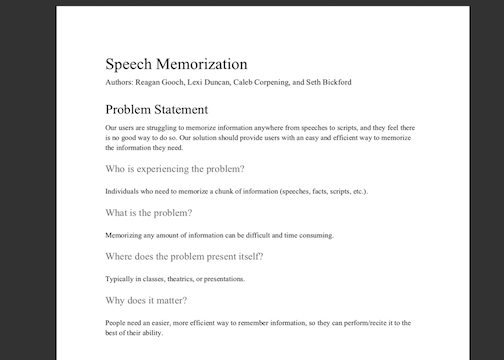 Speech Memorization
Authors: Reagan Gooch, Lexi Duncan, Caleb Corpening, and Seth Bickford
Problem Statement
Our users are struggling to memorize information anywhere from speeches to scripts, and they feel there
is no good way to do so. Our solution should provide users with an easy and efficient way to memorize
the information they need.
Who is experiencing the problem?
Individuals who need to memorize a chunk of information (speeches, facts, scripts, etc.).
What is the problem?
Memorizing any amount of information can be difficult and time consuming.
Where does the problem present itself?
Typically in classes, theatrics, or presentations.
Why does it matter?
People need an easier, more efficient way to remember information, so they can perform/recite it to the
best of their ability.